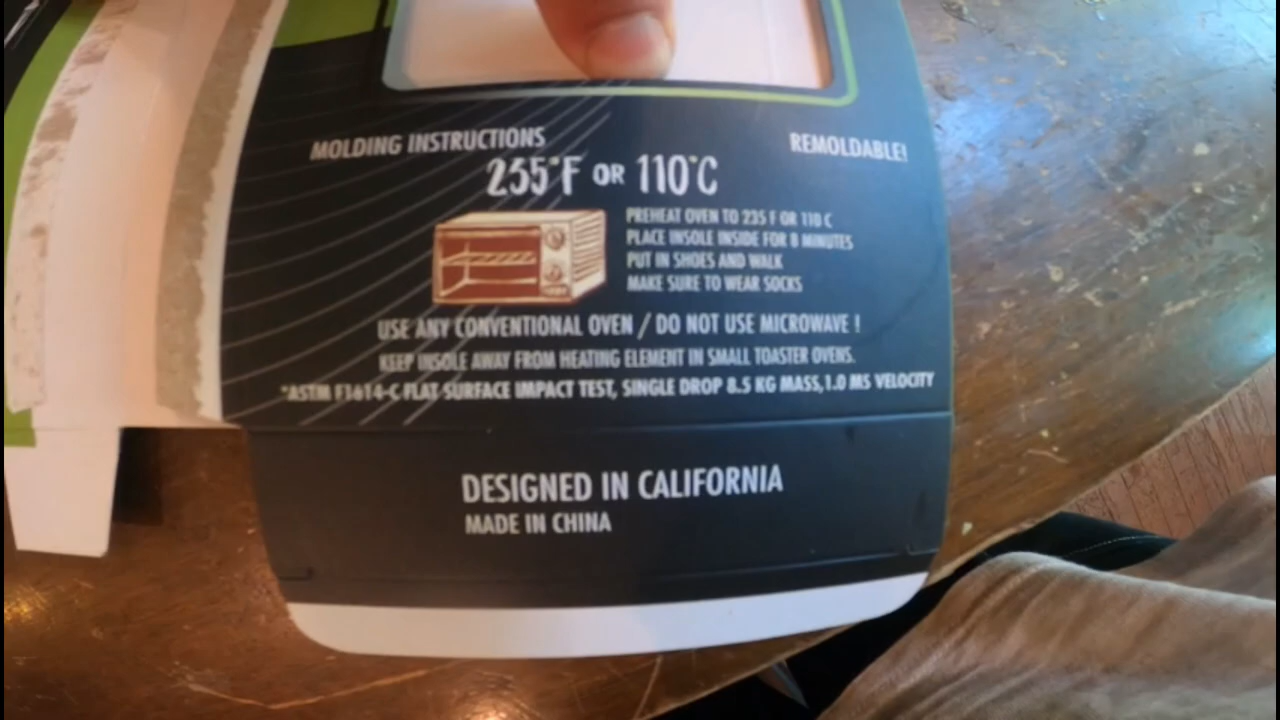 MOLDING INSTRUCTIONS
REMOLDABLE!
235°F OR 110°C
PREHEAT OVEN TO 235 F OR 110 C
PLACE INSOLE INSIDE FOR 8 MINUTES
PUT IN SHOES AND WALK
MAKE SURE TO WEAR SOCKS
USE ANY CONVENTIONAL OVEN / DO NOT USE MICROWAVE !
KEEP INSOLE AWAY FROM HEATING ELEMENT IN SMALL TOASTER OVENS.
*ASTM F1614-C FLAT SURFACE IMPACT TEST, SINGLE DROP 8.5 KG MASS,1.0 MS VELOCITY
DESIGNED IN CALIFORNIA
MADE IN CHINA